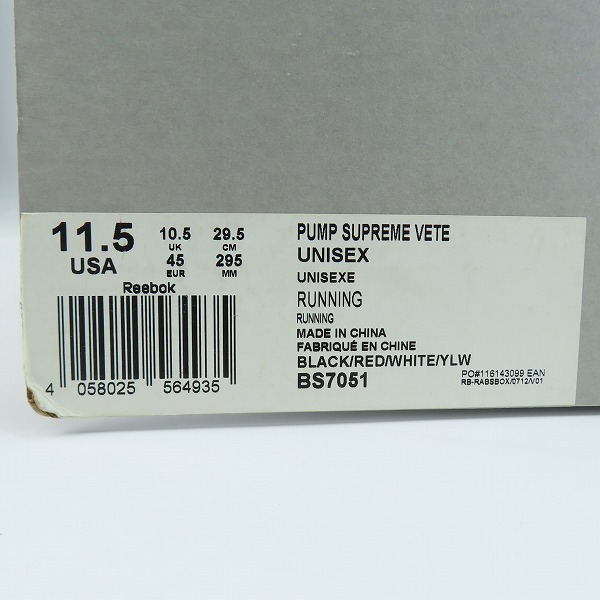 11.5 10.5 29.5
UK CM
USA 45 295
EUR MM
Reebok
4 058025 564935
PUMP SUPREME VETE
UNISEX
UNISEXE
RUNNING
RUNNING
MADE IN CHINA
FABRIQUÉ EN CHINE
BLACK/RED/WHITE/YLW
BS7051
PO#116143099 EAN
RB-RABSBOX/0712/V01